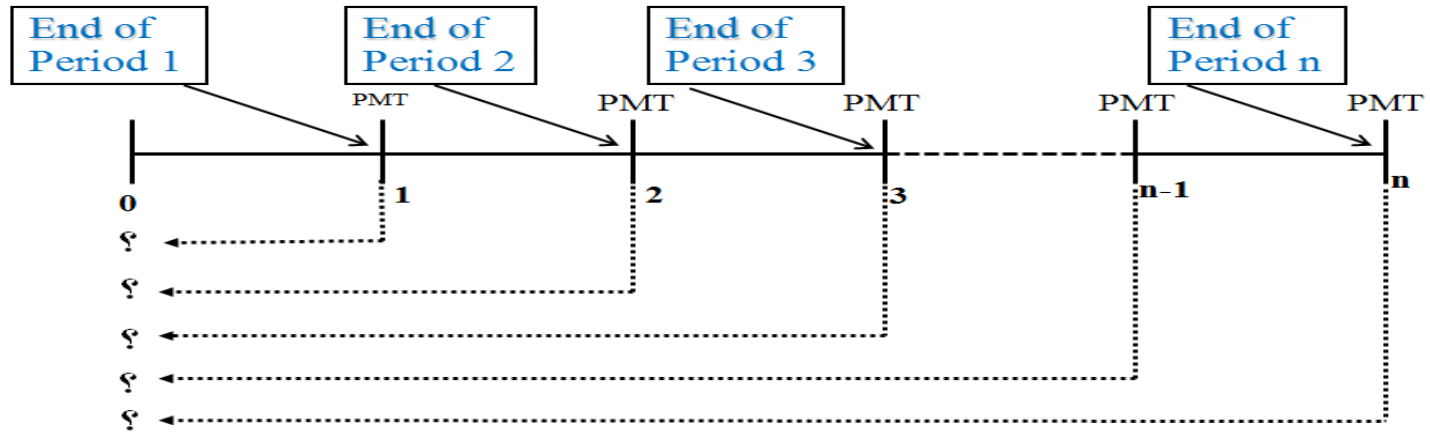 End of
Period 1
End of
Period 2
End of
Period 3
End of
Period n
PMT PMT PMT PMT PMT
0 1 2 3 n-1 n
؟
؟
؟
؟
؟